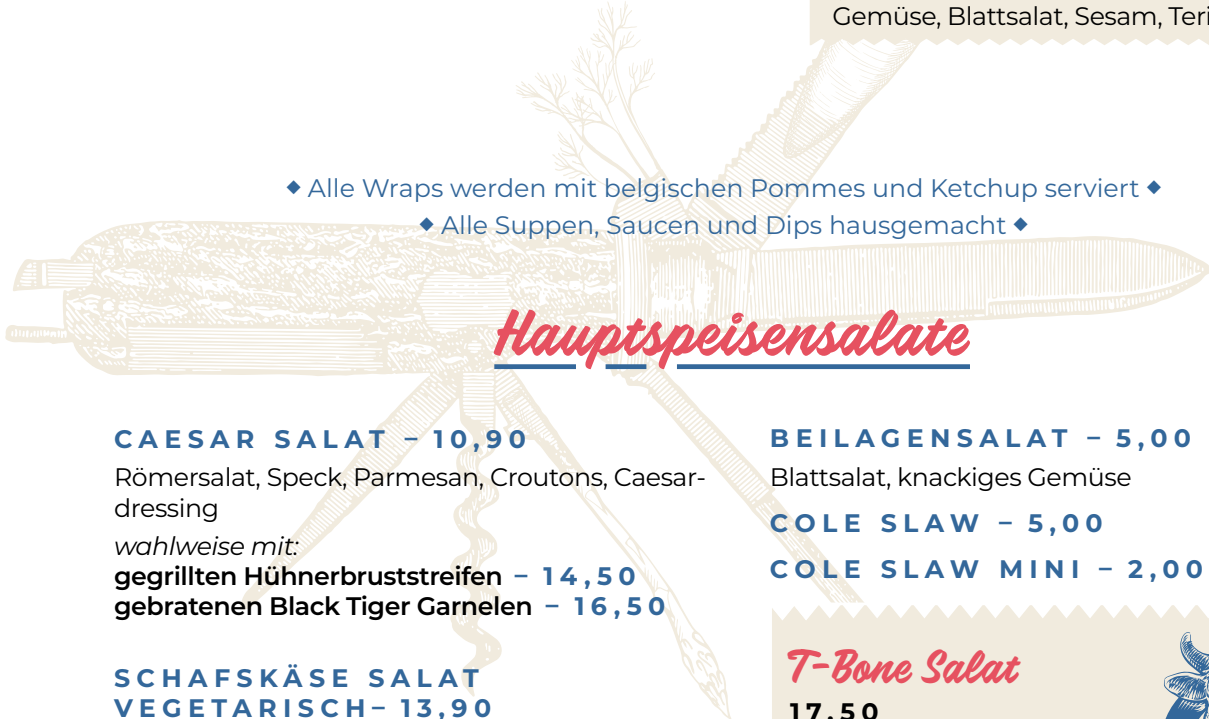 Gemüse, Blattsalat, Sesam, Teri
◆ Alle Wraps werden mit belgischen Pommes und Ketchup serviert ◆
◆ Alle Suppen, Saucen und Dips hausgemacht ◆
Hauptspeisensalate
CAESAR SALAT – 10,90
Römersalat, Speck, Parmesan, Croutons, Caesar-
dressing
wahlweise mit:
gegrillten Hühnerbruststreifen – 14,50
gebratenen Black Tiger Garnelen – 16,50
SCHAFSKÄSE SALAT
VEGETARISCH– 13,90
BEILAGENSALAT – 5,00
Blattsalat, knackiges Gemüse
COLE SLAW – 5,00
COLE SLAW MINI – 2,00
T-Bone Salat
17,50